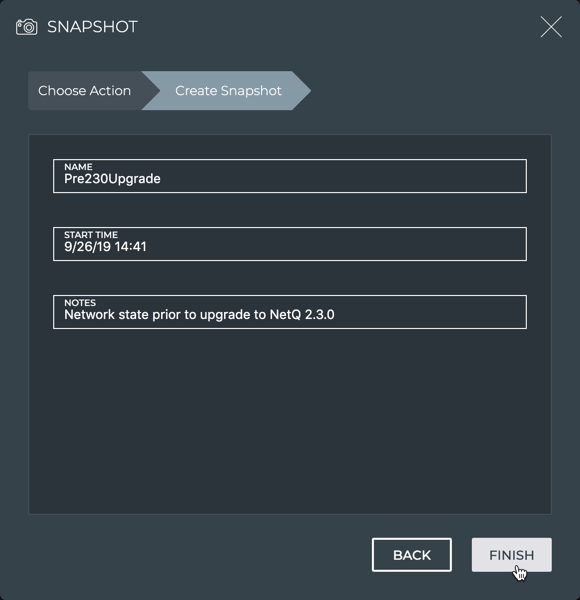 SNAPSHOT
Choose Action
Create Snapshot
NAME
Pre230Upgrade
START TIME
9/26/19 14:41
NOTES
Network state prior to upgrade to NetQ 2.3.0
BACK
FINISH